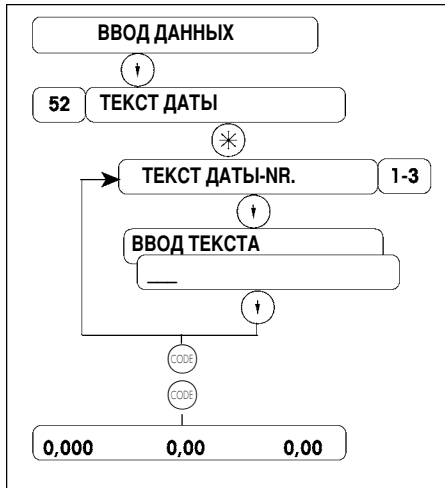 ВВОД ДАННЫХ
52 ТЕКСТ ДАТЫ
ТЕКСТ ДАТЫ-NR. 1-3
ВВОД ТЕКСТА
___
CODE
CODE
0,000 0,00 0,00